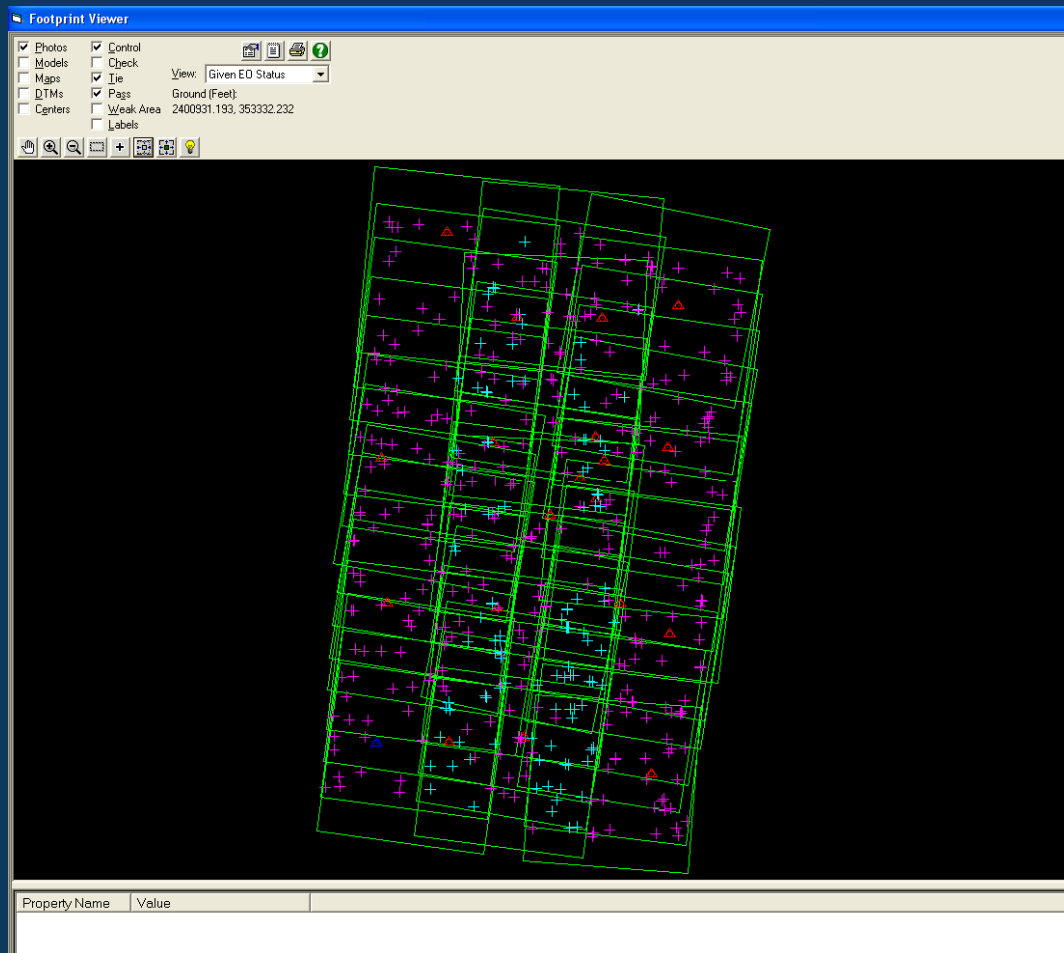 Footprint Viewer
Photos Control
Models Check
Maps Tie View: Given EO Status
DTMs Pass Ground (Feet):
Centers Weak Area 2400931.193, 353332.232
Labels
Property Name Value